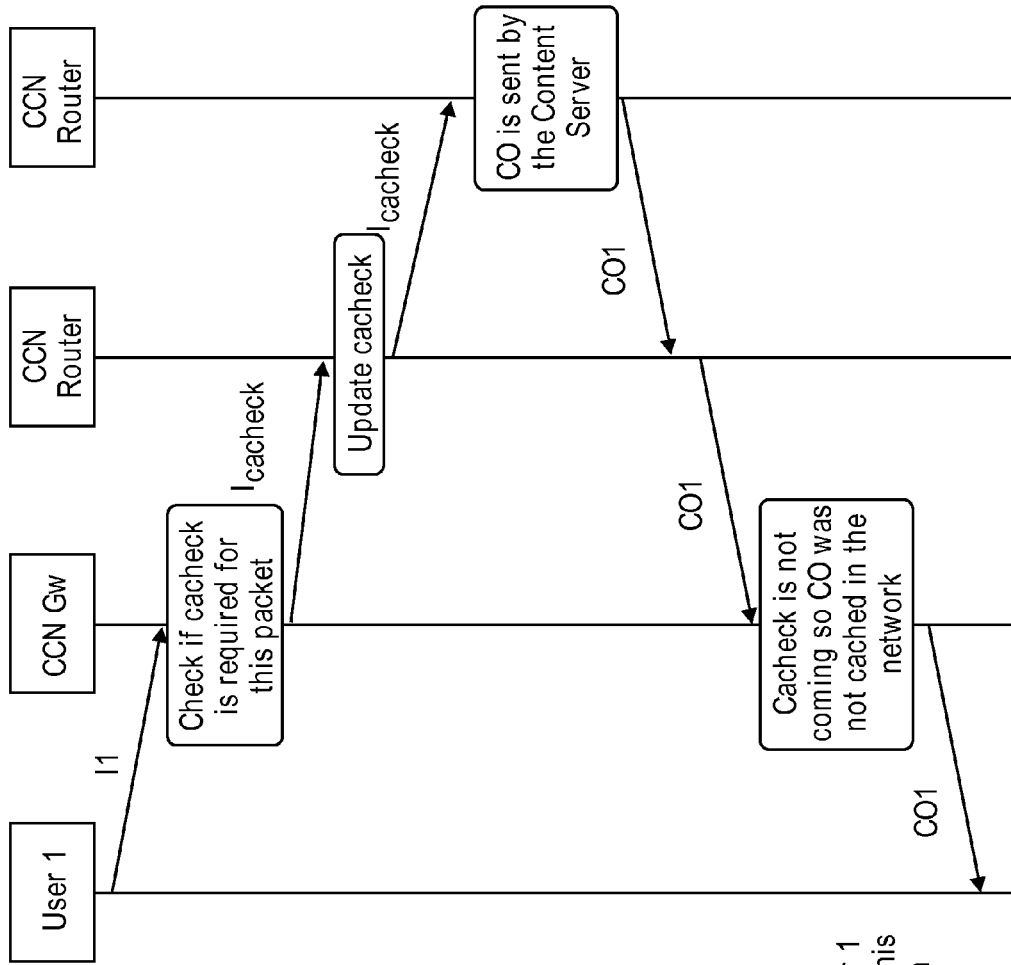 User 1
CCN Gw
CCN
Router
CCN
Router
I1
Check if cacheck
is required for
this packet
Icacheck
Update cacheck
Icacheck
CO is sent by
the Content
Server
CO1
CO1
Cacheck is not
coming so CO was
not cached in the
network
CO1
1
his